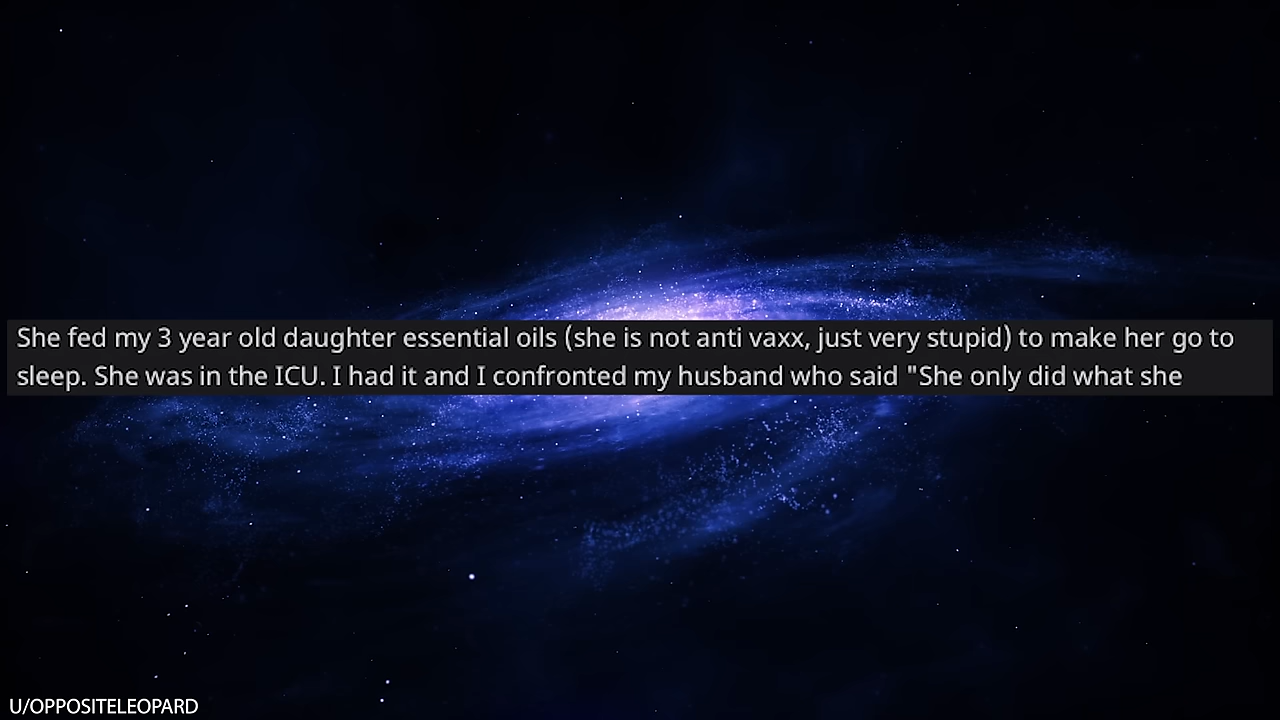 She fed my 3 year old daughter essential oils (she is not anti vaxx, just very stupid) to make her go to
sleep. She was in the ICU. I had it and I confronted my husband who said "She only did what she
U/OPPOSITELEOPARD